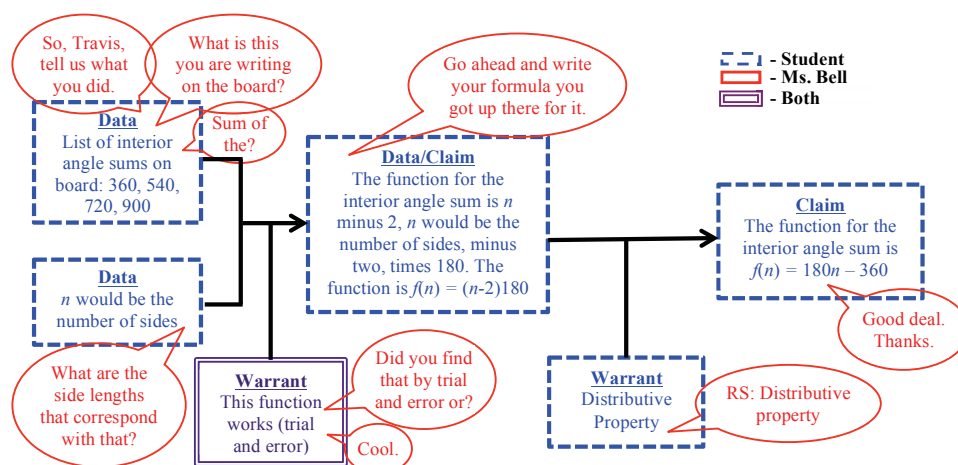 So, Travis,
tell us what
you did.
What is this
you are writing
on the board?
Go ahead and write
your formula you
got up there for it.
- Student
- Ms. Bell
- Both
Data
List of interior
angle sums on
board: 360, 540,
720, 900
Sum of
the?
Data/Claim
The function for the
interior angle sum is n
minus 2, n would be the
number of sides, minus
two, times 180. The
function is f(n) = (n-2)180
Claim
The function for the
interior angle sum is
f(n) = 180n – 360
Data
n would be the
number of sides
Good deal.
Thanks.
What are the
side lengths
that correspond
with that?
Warrant
This function
works (trial
and error)
Did you find
that by trial
and error or?
Cool.
Warrant
Distributive
Property
RS: Distributive
property